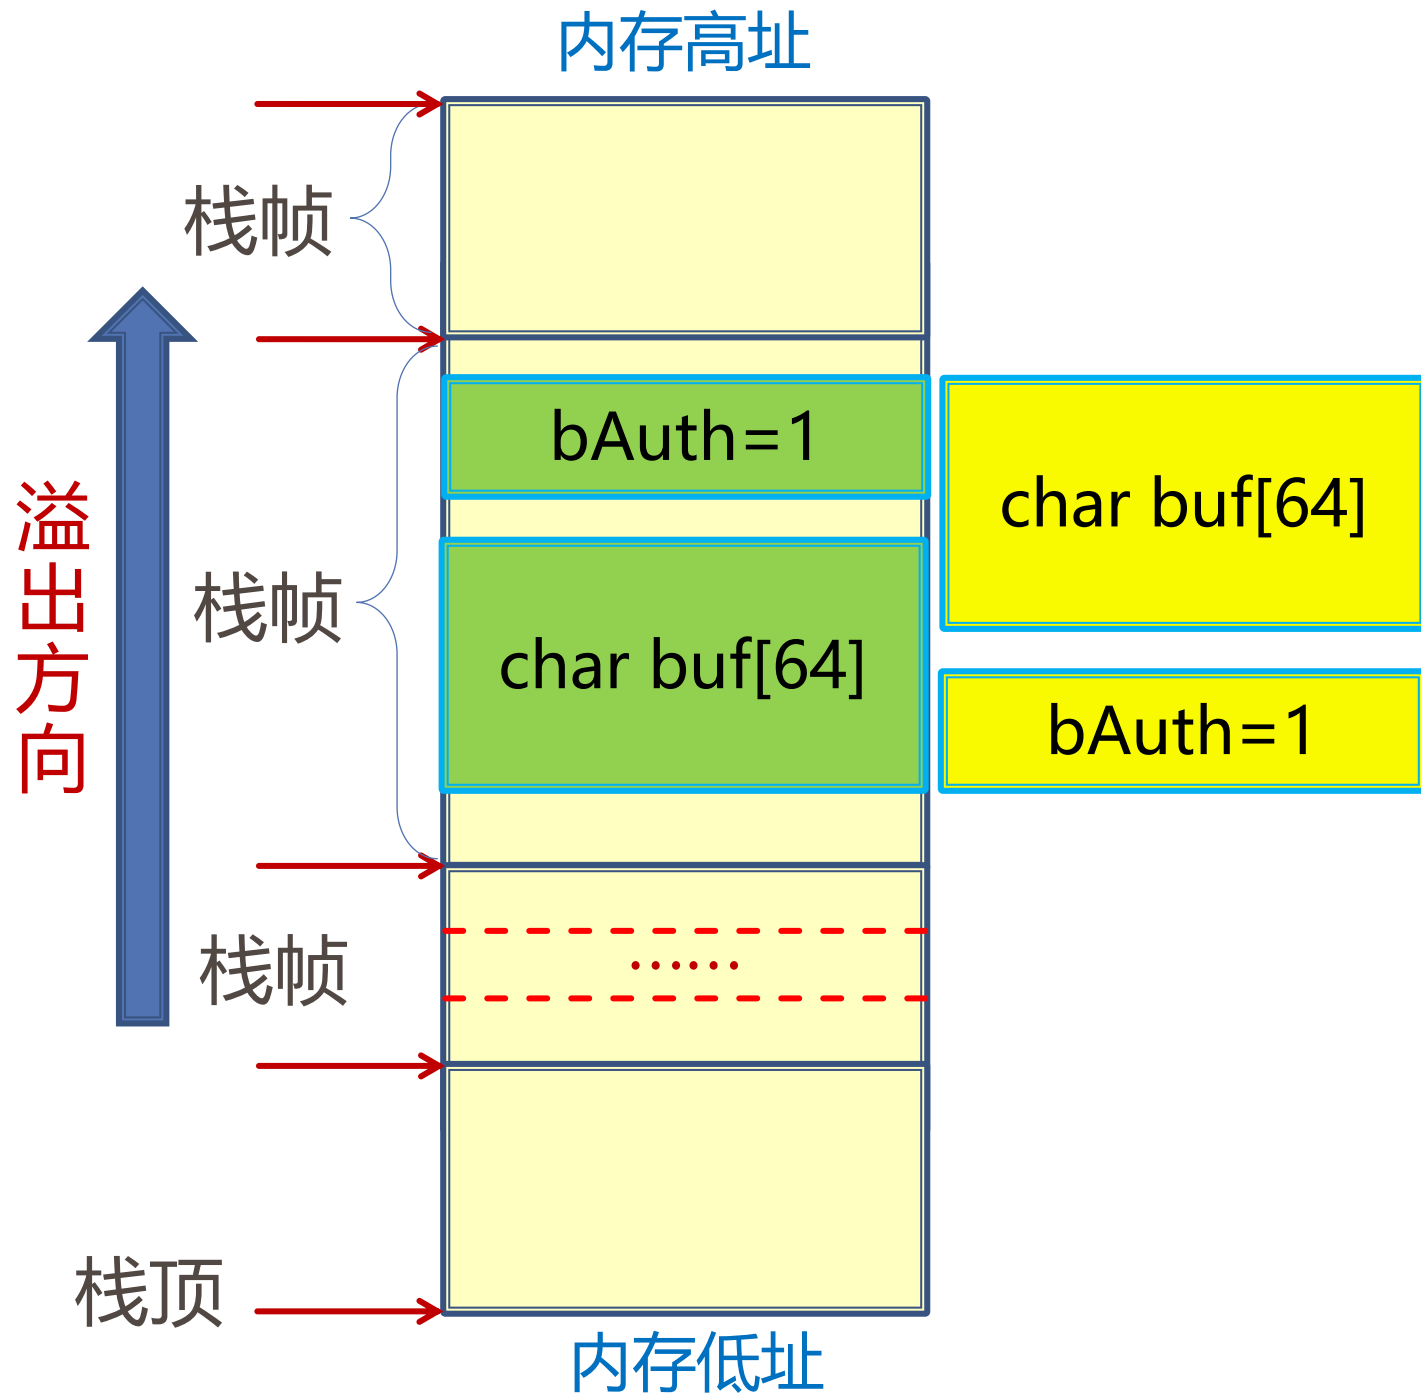 内存高址
栈帧
bAuth=1
char buf[64]
溢出方向
栈帧
char buf[64]
bAuth=1
栈帧
......
栈顶
内存低址